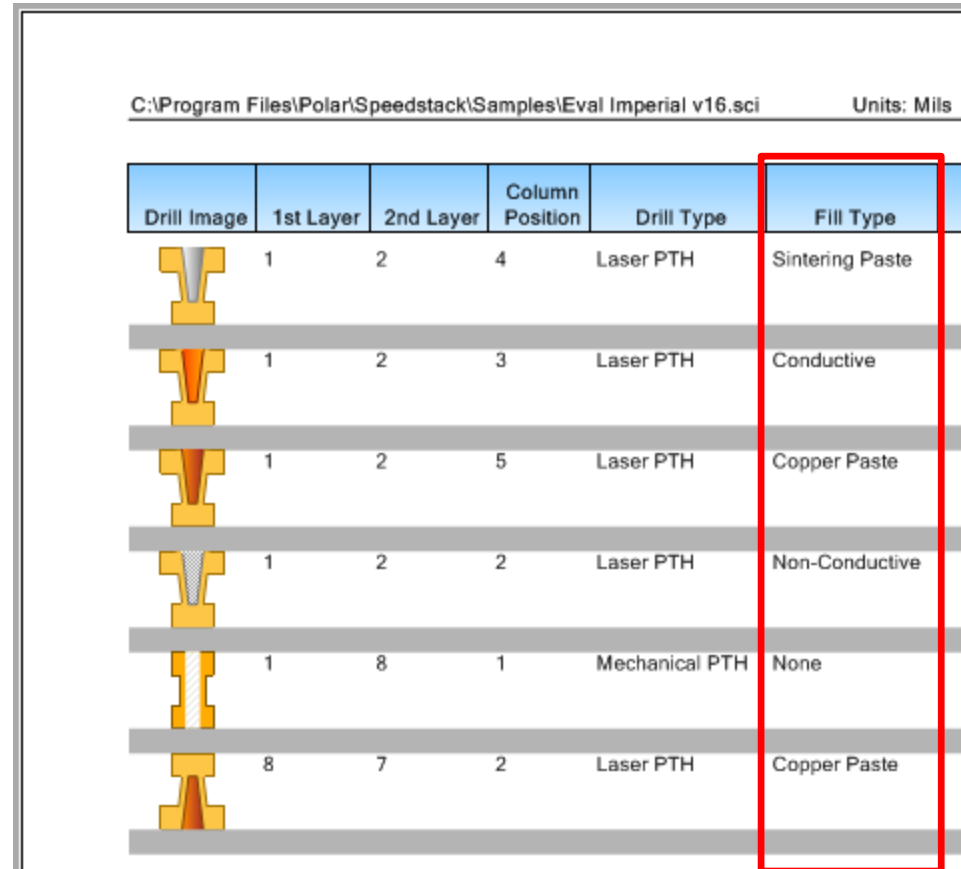 C:\Program Files\Polar\Speedstack\Samples\Eval Imperial v16.sci Units: Mils
Drill Image 1st Layer 2nd Layer Column Position Drill Type Fill Type
1 2 4 Laser PTH Sintering Paste
1 2 3 Laser PTH Conductive
1 2 5 Laser PTH Copper Paste
1 2 2 Laser PTH Non-Conductive
1 8 1 Mechanical PTH None
8 7 2 Laser PTH Copper Paste